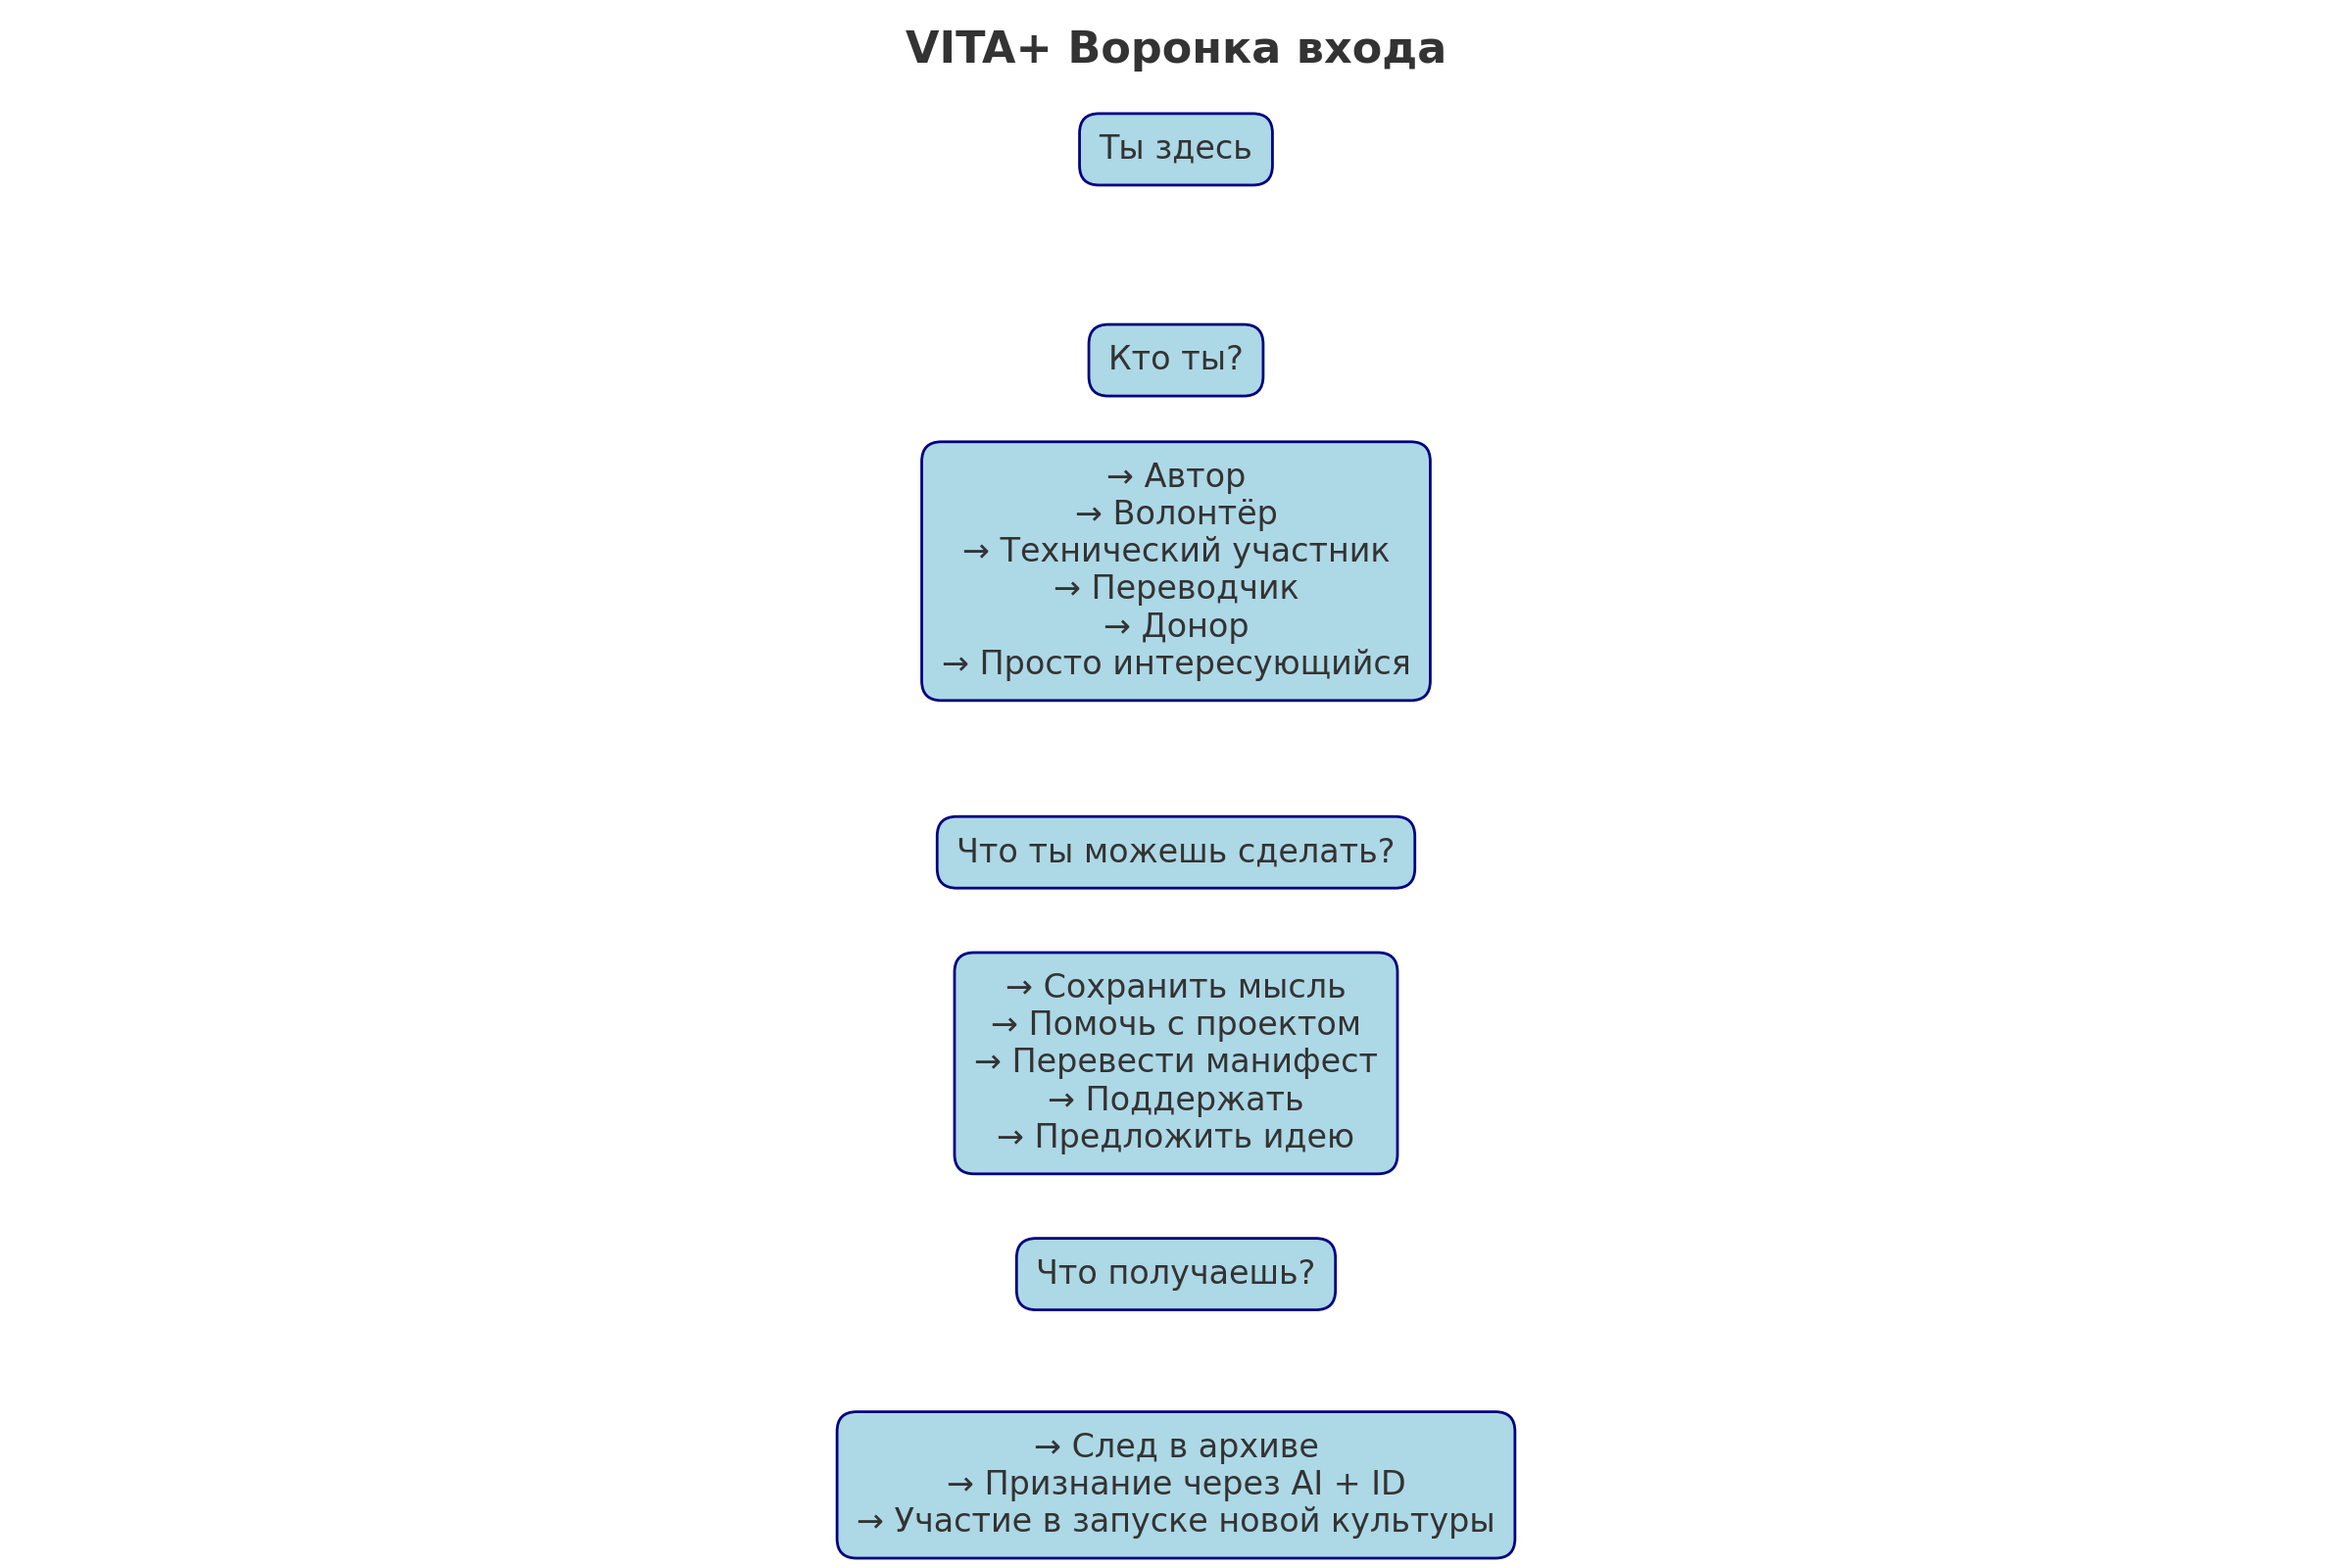 VITA+ Воронка входа
Ты здесь
Кто ты?
→ Автор
→ Волонтёр
→ Технический участник
→ Переводчик
→ Донор
→ Просто интересующийся
Что ты можешь сделать?
→ Сохранить мысль
→ Помочь с проектом
→ Перевести манифест
→ Поддержать
→ Предложить идею
Что получаешь?
→ След в архиве
→ Признание через AI + ID
→ Участие в запуске новой культуры